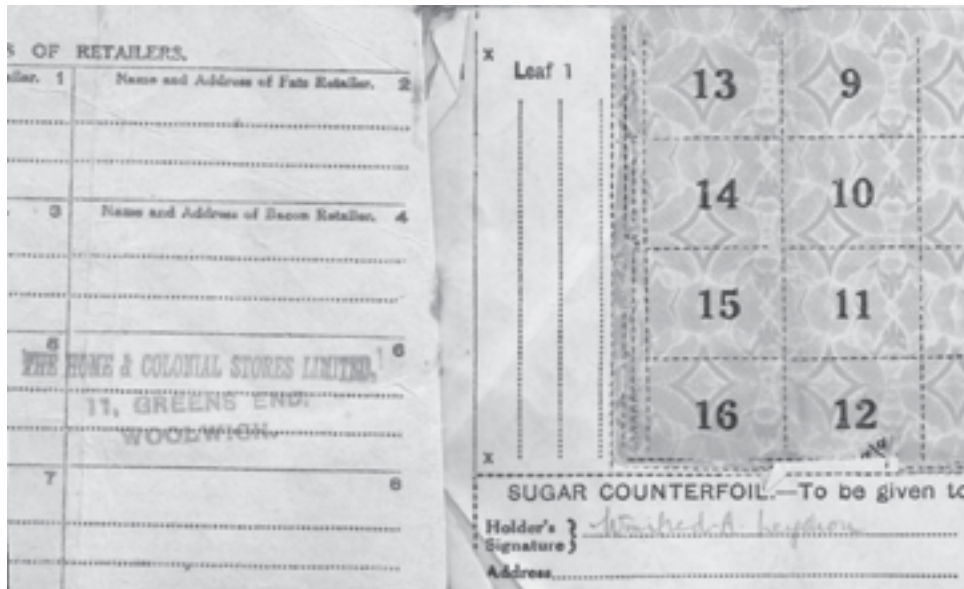 S OF RETAILERS.
ailer. 1
Name and Address of Fats Retailer. 2
3
Name and Address of Bacon Retailer. 4
5
6
THE HOME & COLONIAL STORES LIMITED,
11, GREENS END.
WOOLWICH.
7
8
X
Leaf 1
X
13 9
14 10
15 11
16 12
SUGAR COUNTERFOIL.—To be given to
Holder's
Signature
Address